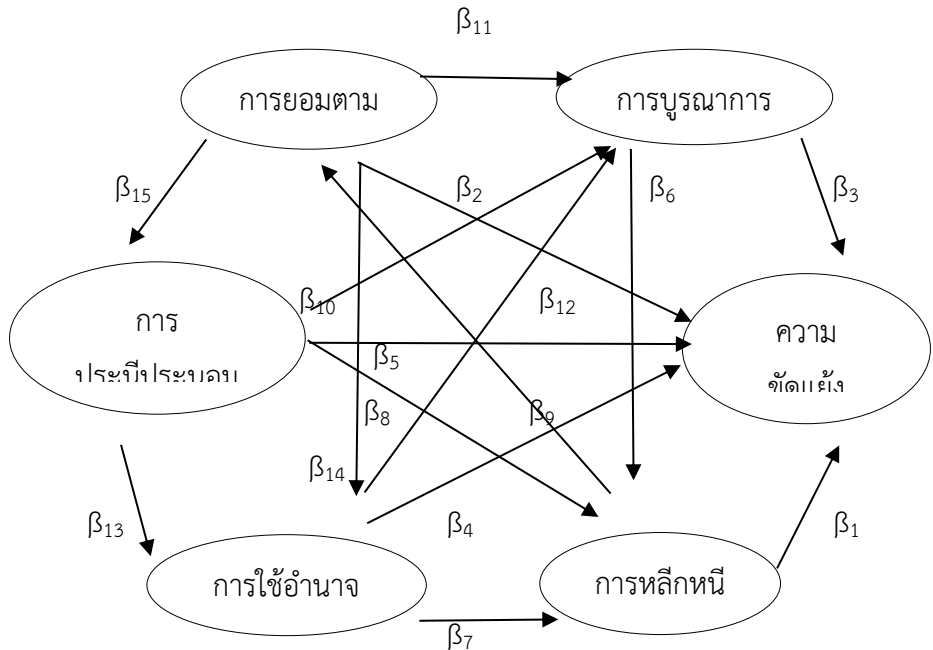 β11
การยอมตาม
การบูรณาการ
β15
β2
β6
β3
β10
β12
การ
ประนีประนอม
ความ
ขัดแย้ง
β5
β8
β9
β14
β13
β4
β1
การใช้อำนาจ
การหลีกหนี
β7